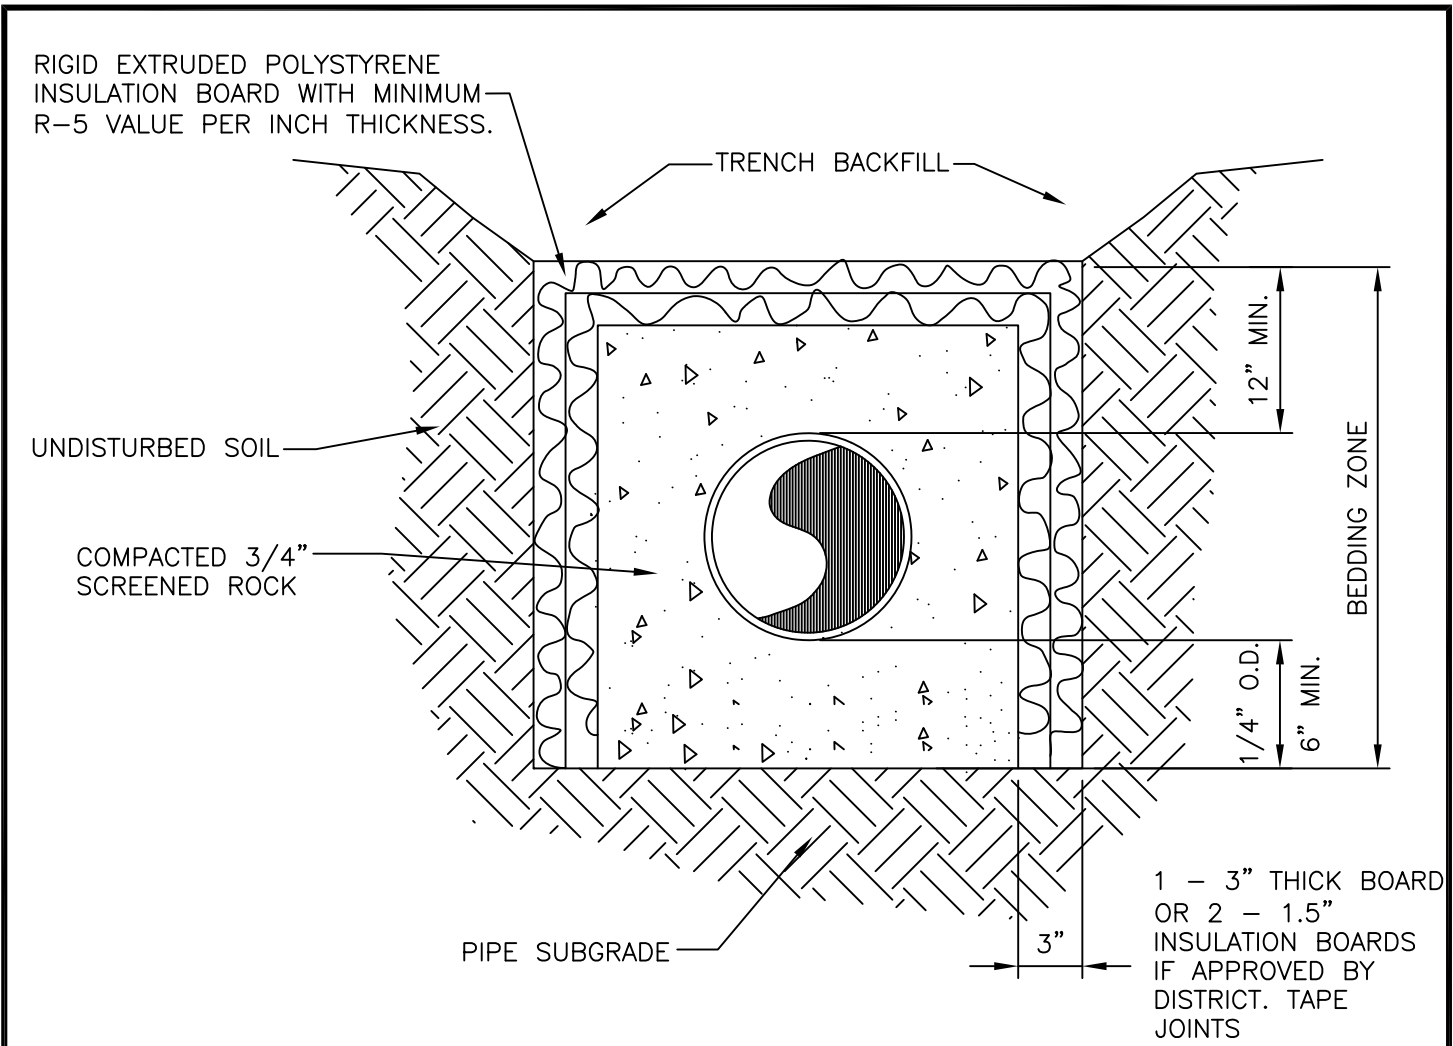 RIGID EXTRUDED POLYSTYRENE
INSULATION BOARD WITH MINIMUM
R-5 VALUE PER INCH THICKNESS.
TRENCH BACKFILL
12" MIN.
UNDISTURBED SOIL
BEDDING ZONE
COMPACTED 3/4"
SCREENED ROCK
1/4" O.D.
6" MIN.
PIPE SUBGRADE
3"
1 - 3" THICK BOARD
OR 2 - 1.5"
INSULATION BOARDS
IF APPROVED BY
DISTRICT. TAPE
JOINTS